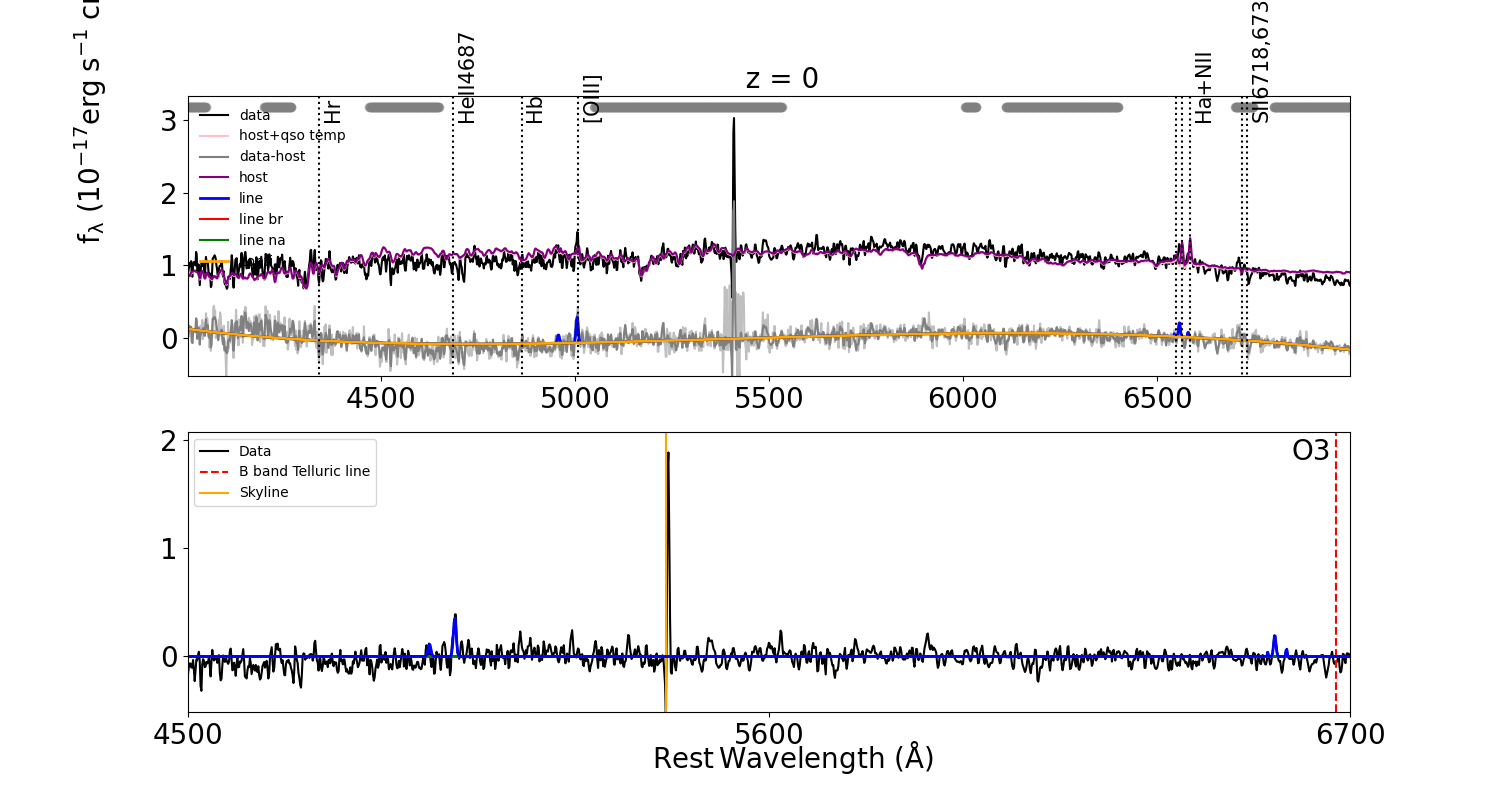 z = 0
Hr
HeII4687
Hb
[OIII]
Ha+NII
SII6718,673
f_λ (10^{-17}erg s^{-1}
3
2
1
0
data
host+qso temp
data-host
host
line
line br
line na
4500
5000
5500
6000
6500
2
1
0
Data
B band Telluric line
Skyline
O3
4500
5600
6700
Rest Wavelength (Å)